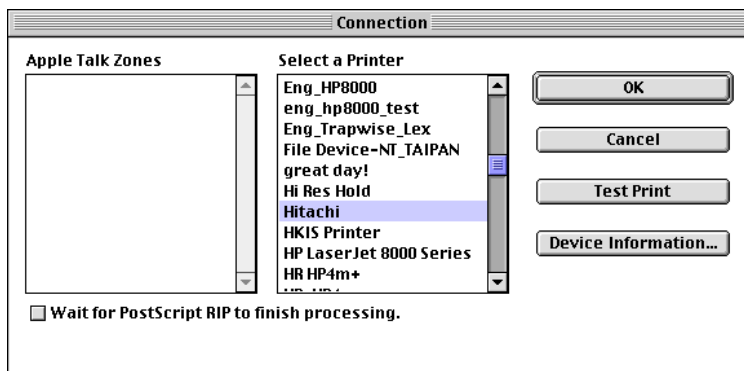 Connection
Apple Talk Zones
Select a Printer
Eng_HP8000
eng_hp8000_test
Eng_Trapwise_Lex
File Device-NT_TAIPAN
great day!
Hi Res Hold
Hitachi
HKIS Printer
HP LaserJet 8000 Series
HR HP4m+
OK
Cancel
Test Print
Device Information...
Wait for PostScript RIP to finish processing.